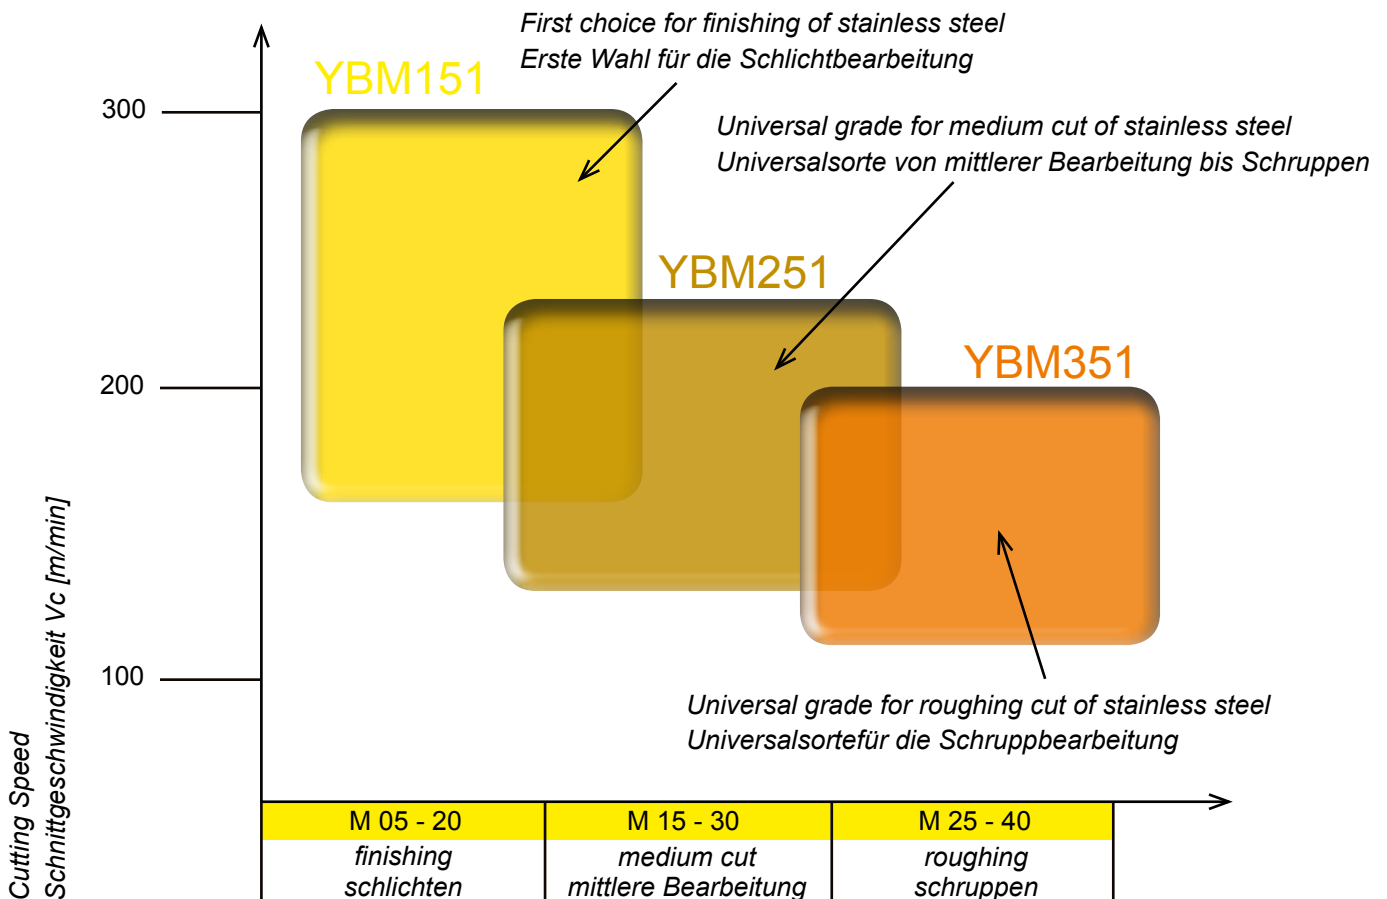 First choice for finishing of stainless steel
Erste Wahl für die Schlichtbearbeitung
YBM151
300
Universal grade for medium cut of stainless steel
Universalsorte von mittlerer Bearbeitung bis Schruppen
YBM251
YBM351
200
100
Universal grade for roughing cut of stainless steel
Universalsortefür die Schruppbearbeitung
Cutting Speed
Schnittgeschwindigkeit Vc [m/min]
M 05 - 20
finishing
schlichten
M 15 - 30
medium cut
mittlere Bearbeitung
M 25 - 40
roughing
schruppen